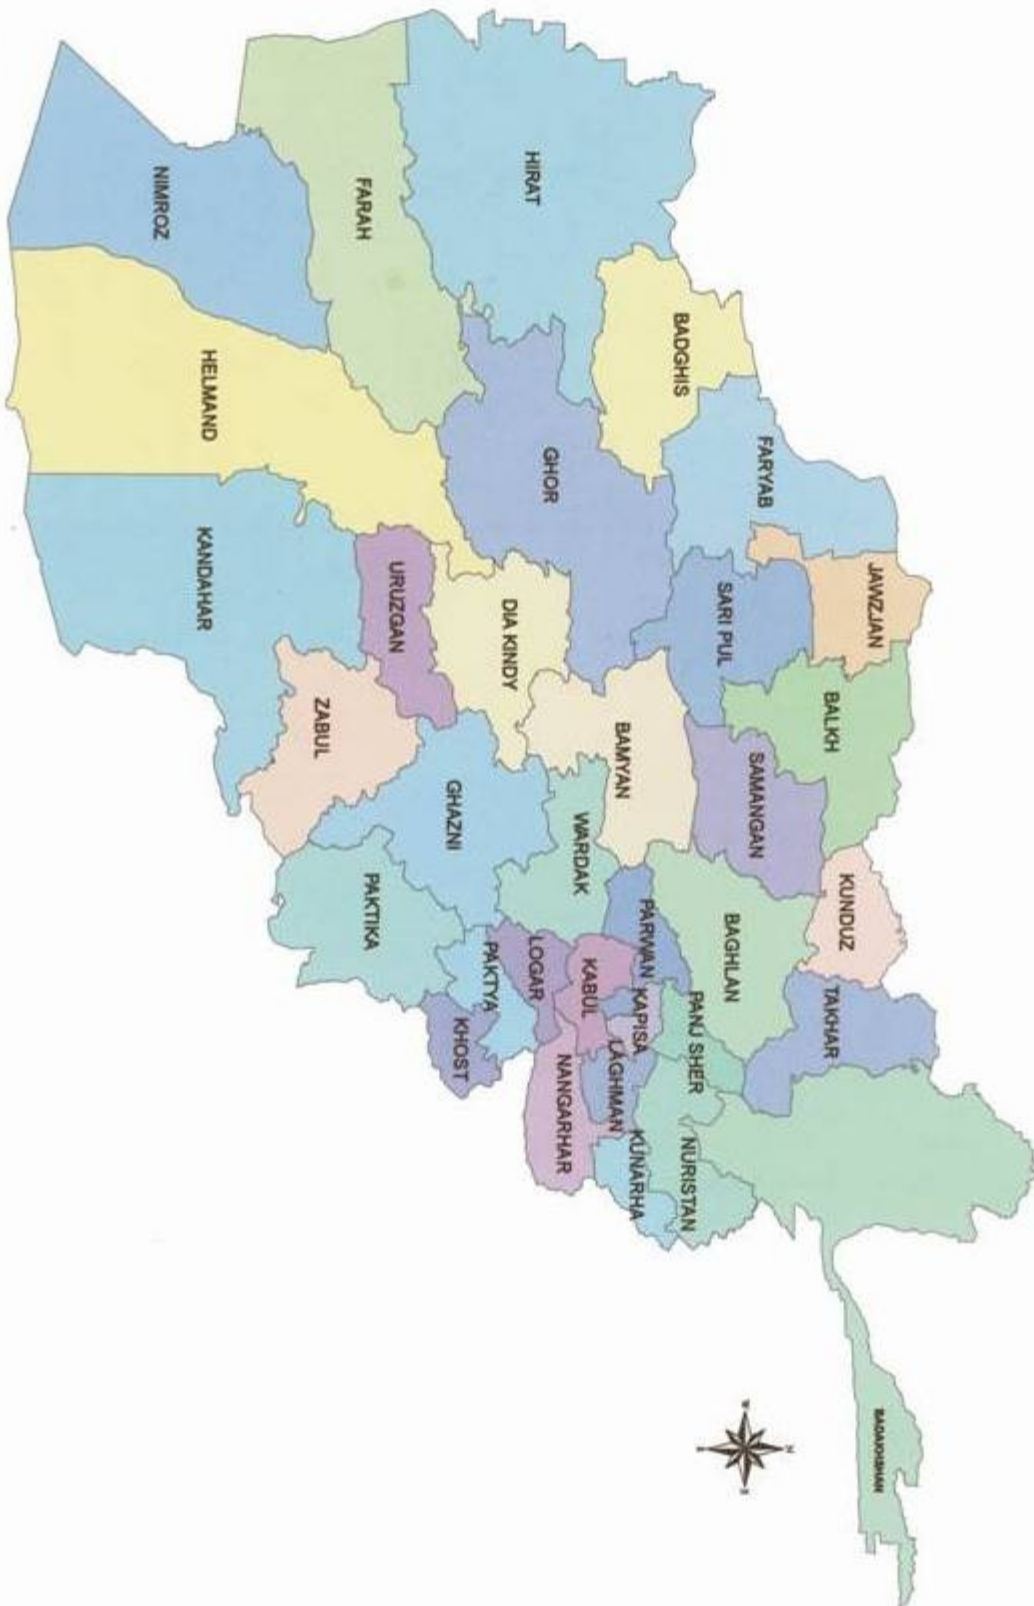 JAWZJAN
BALKH
KUNDUZ
TAKHAR
BADAKHSHAN
FARYAB
SARI PUL
SAMANGAN
BAGHLAN
BADGHIS
PANJ SHER
NURISTAN
HIRAT
GHOR
BAMYAN
PARWAN
KAPISA
LAGHMAN
KUNARHA
DIA KINDY
WARDAK
KABUL
LOGAR
NANGARHAR
FARAH
URUZGAN
GHAZNI
PAKTYA
KHOST
ZABUL
PAKTIKA
NIMROZ
HELMAND
KANDAHAR
N
W
S